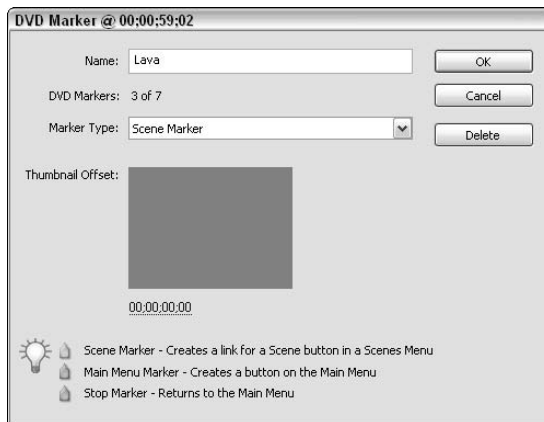 DVD Marker @ 00;00;59;02
Name: Lava
OK
DVD Markers: 3 of 7
Cancel
Marker Type: Scene Marker
Delete
Thumbnail Offset:
00;00;00;00
Scene Marker - Creates a link for a Scene button in a Scenes Menu
Main Menu Marker - Creates a button on the Main Menu
Stop Marker - Returns to the Main Menu